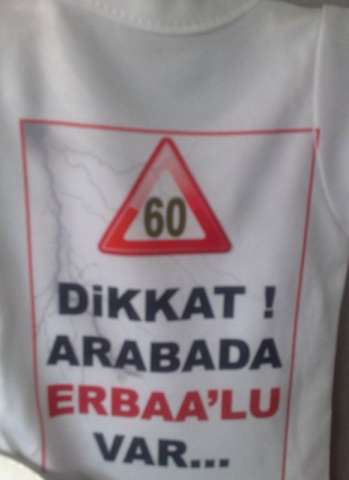 60
DİKKAT !
ARABADA
ERBAA'LU
VAR...